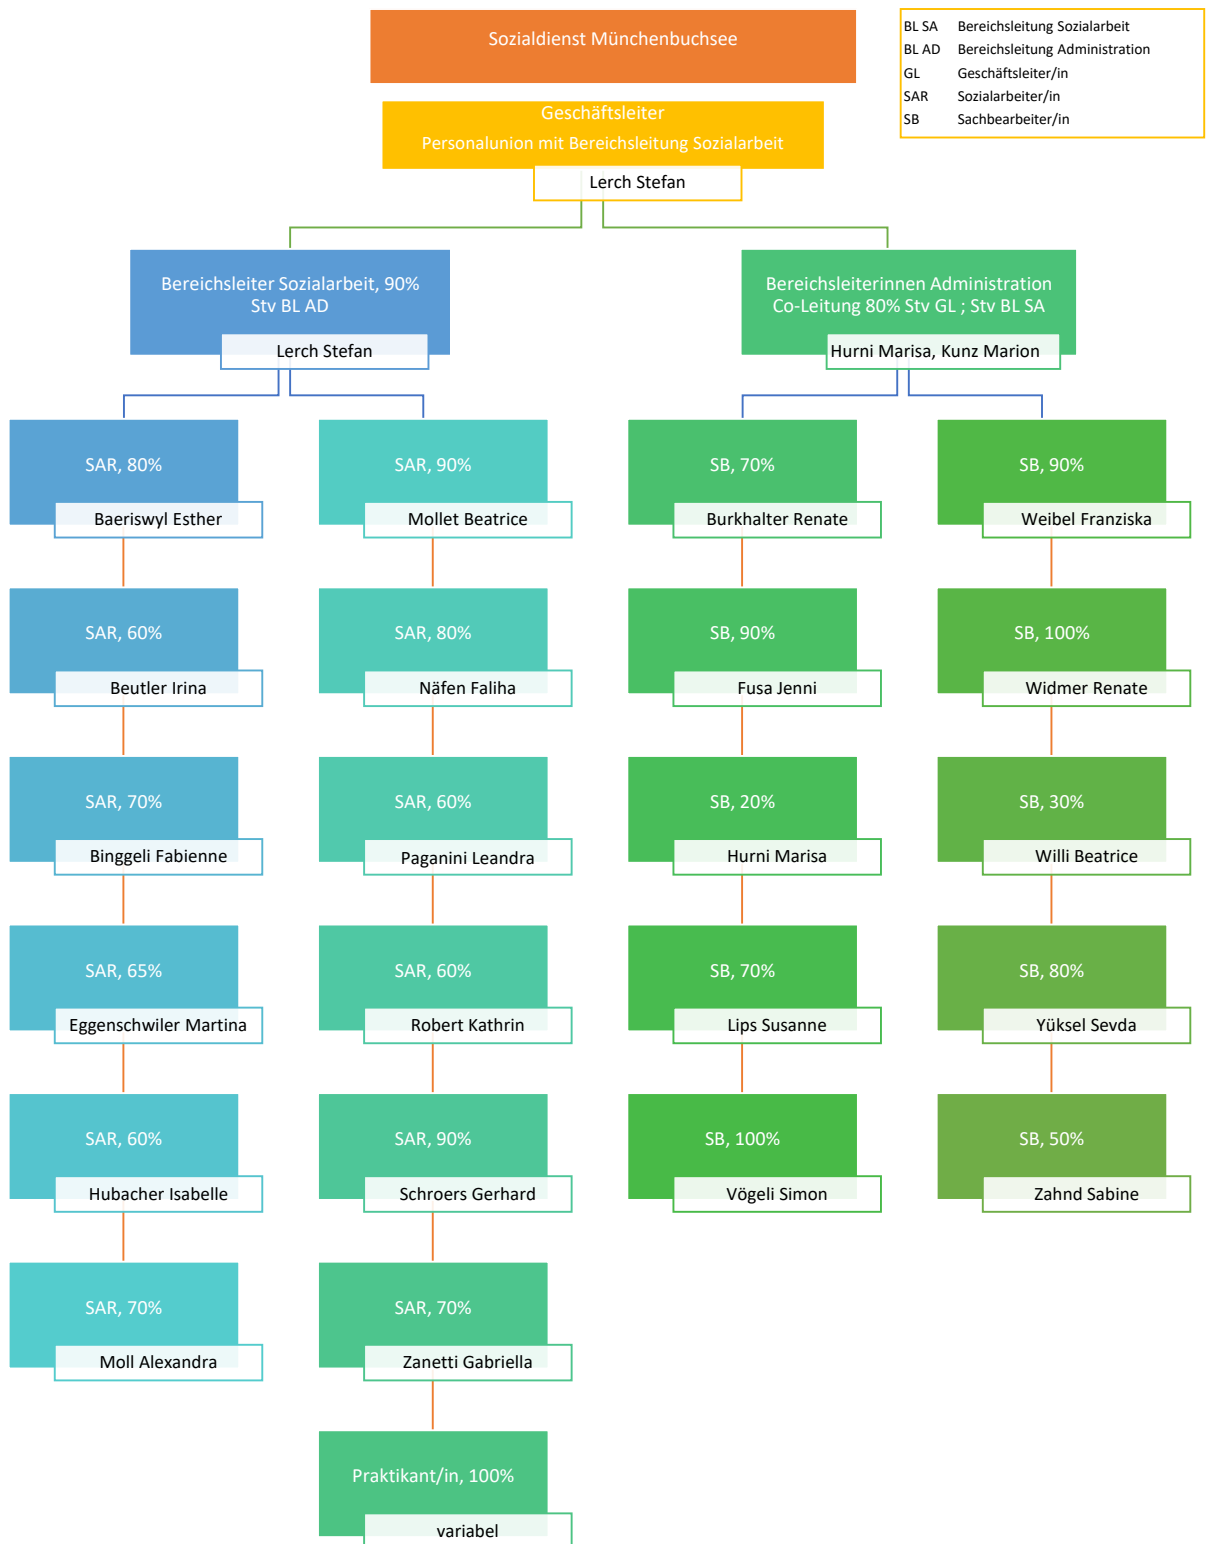 Sozialdienst Münchenbuchsee
BL SA Bereichsleitung Sozialarbeit
BL AD Bereichsleitung Administration
GL Geschäftsleiter/in
SAR Sozialarbeiter/in
SB Sachbearbeiter/in
Geschäftsleiter
Personalunion mit Bereichsleitung Sozialarbeit
Lerch Stefan
Bereichsleiter Sozialarbeit, 90%
Stv BL AD
Lerch Stefan
Bereichsleiterinnen Administration
Co-Leitung 80% Stv GL ; Stv BL SA
Hurni Marisa, Kunz Marion
SAR, 80%
Baeriswyl Esther
SAR, 60%
Beutler Irina
SAR, 70%
Binggeli Fabienne
SAR, 65%
Eggenschwiler Martina
SAR, 60%
Hubacher Isabelle
SAR, 70%
Moll Alexandra
SAR, 90%
Mollet Beatrice
SAR, 80%
Näfen Faliha
SAR, 60%
Paganini Leandra
SAR, 60%
Robert Kathrin
SAR, 90%
Schroers Gerhard
SAR, 70%
Zanetti Gabriella
Praktikant/in, 100%
variabel
SB, 70%
Burkhalter Renate
SB, 90%
Fusa Jenni
SB, 20%
Hurni Marisa
SB, 70%
Lips Susanne
SB, 100%
Vögeli Simon
SB, 90%
Weibel Franziska
SB, 100%
Widmer Renate
SB, 30%
Willi Beatrice
SB, 80%
Yüksel Sevda
SB, 50%
Zahnd Sabine